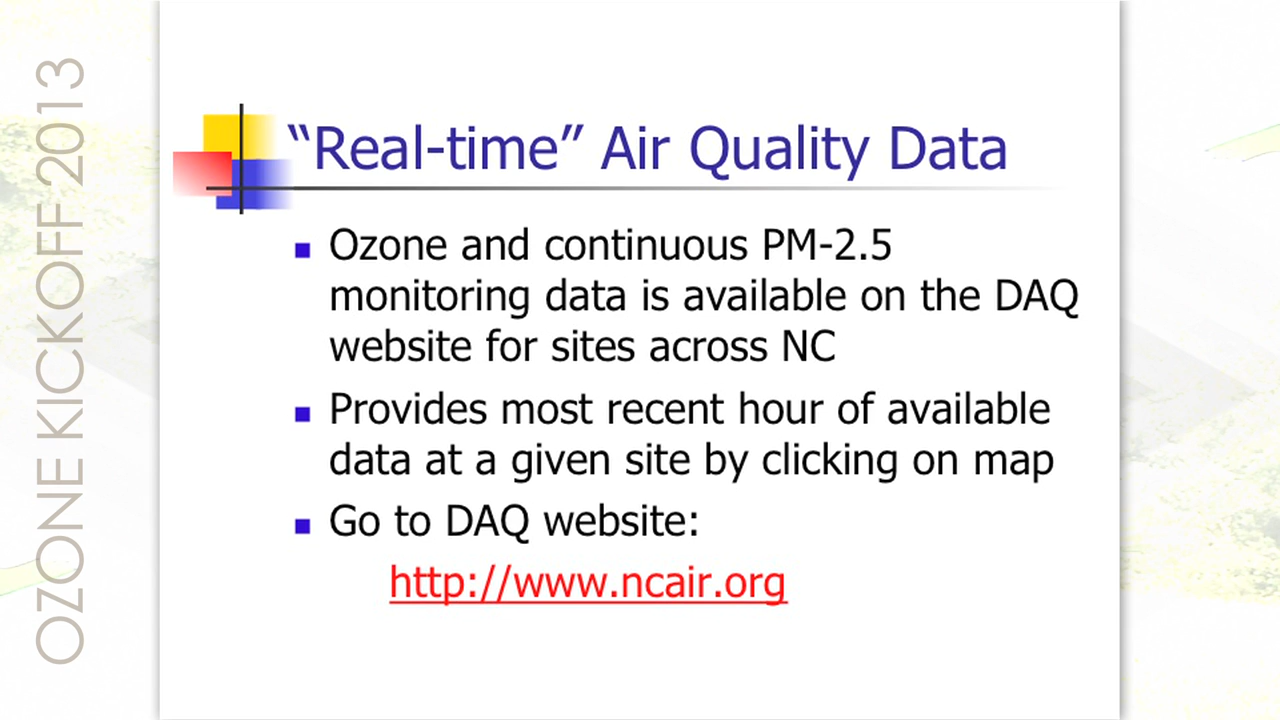 OZONE KICKOFF 2013
“Real-time” Air Quality Data
Ozone and continuous PM-2.5
monitoring data is available on the DAQ
website for sites across NC
Provides most recent hour of available
data at a given site by clicking on map
Go to DAQ website:
http://www.ncair.org